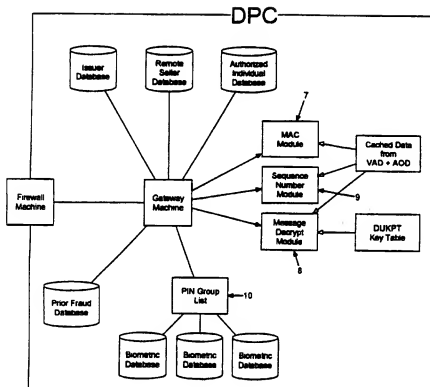 DPC
Issuer
Database
Remote
Seller
Database
Authorized
Individual Database
7
MAC
Module
Cached Data
from
VAD + AOD
Sequence
Number Module
9
Firewall
Machine
Gateway
Machine
Message
Decrypt
Module
8
DUKPT
Key Table
Prior Fraud
Database
PIN Group
List
10
Biometric
Database
Biometric
Database
Biometric
Database